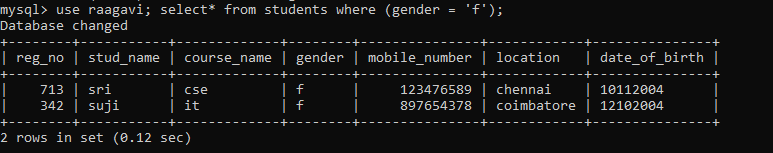 mysql> use raagavi; select* from students where (gender = 'f');
Database changed
+--------+-----------+-------------+--------+---------------+------------+---------------+
| reg_no | stud_name | course_name | gender | mobile_number | location   | date_of_birth |
+--------+-----------+-------------+--------+---------------+------------+---------------+
|    713 | sri       | cse         | f      |     123476589 | chennai    | 10112004      |
|    342 | suji      | it          | f      |     897654378 | coimbatore | 12102004      |
+--------+-----------+-------------+--------+---------------+------------+---------------+
2 rows in set (0.12 sec)